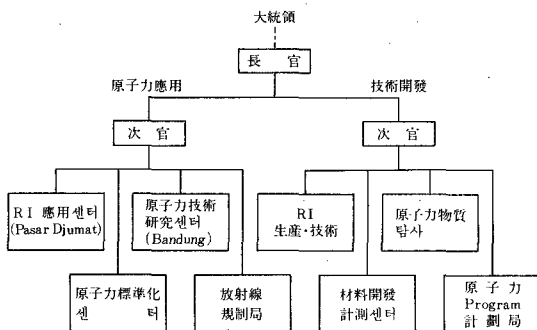 大統領
長 官
原子力應用
技術開發
次 官
次 官
RI 應用센터
(Pasar Djumat)
原子力技術
硏究센터
(Bandung)
RI
生産·技術
原子力物質
탐사
原子力標準化
센 터
放射線
規制局
材料開發
計測센터
原 子 力
Program
計劃局